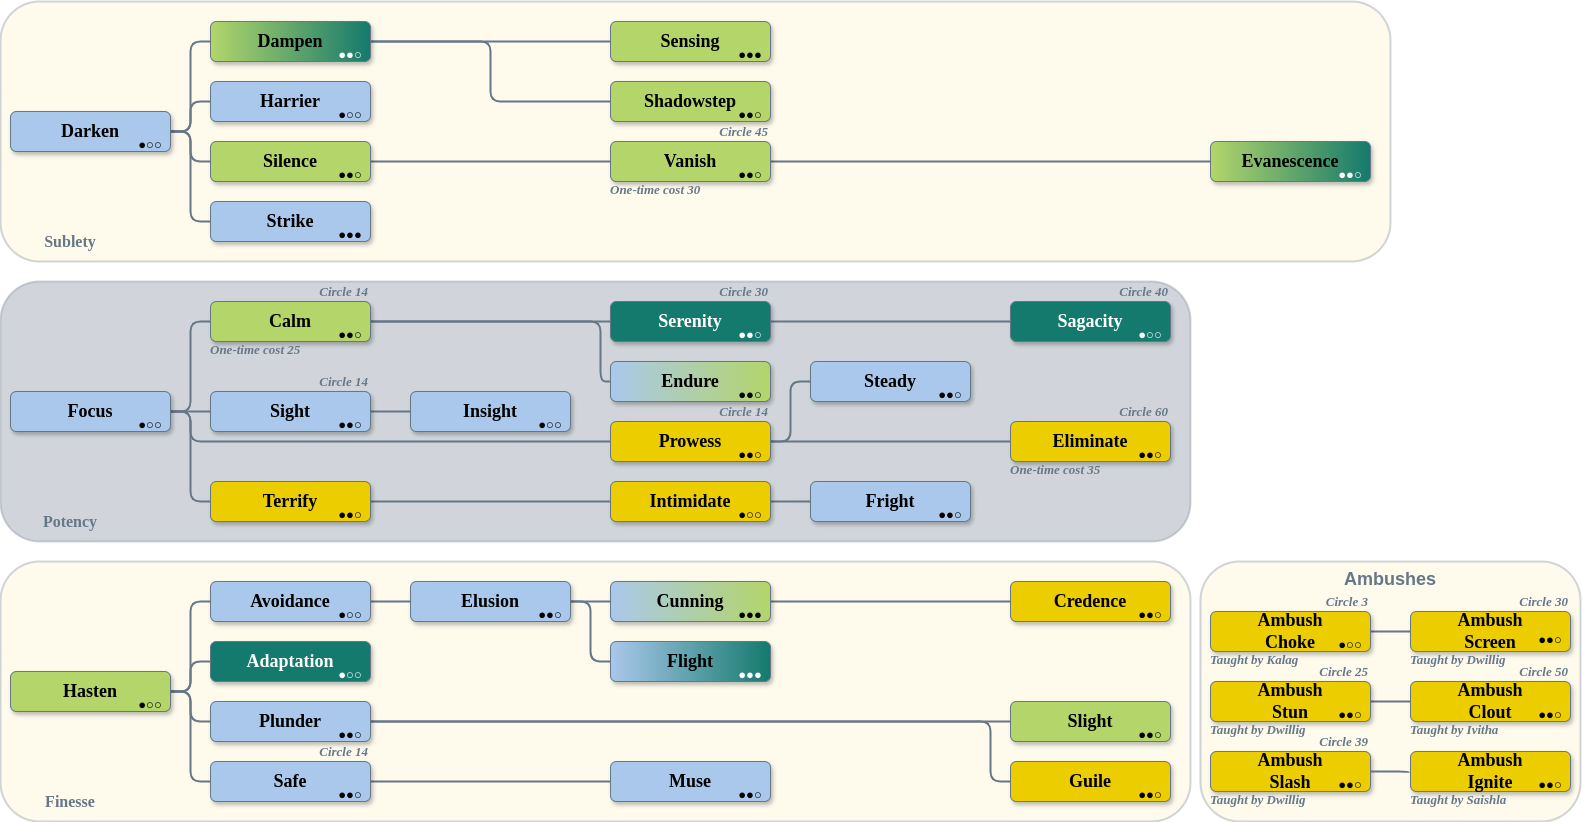 Dampen
Sensing
Harrier
Shadowstep
Darken
Circle 45
Silence
Vanish
Evanescence
One-time cost 30
Strike
Sublety
Circle 14
Circle 30
Circle 40
Calm
Serenity
Sagacity
One-time cost 25
Circle 14
Endure
Steady
Focus
Sight
Insight
Circle 14
Circle 60
Prowess
Eliminate
One-time cost 35
Terrify
Intimidate
Fright
Potency
Avoidance
Elusion
Cunning
Credence
Adaptation
Flight
Hasten
Plunder
Slight
Circle 14
Safe
Muse
Guile
Finesse
Ambushes
Circle 3
Circle 30
Ambush
Choke
Ambush
Screen
Taught by Kalag
Taught by Dwillig
Circle 25
Circle 50
Ambush
Stun
Ambush
Clout
Taught by Dwillig
Taught by Ivitha
Circle 39
Ambush
Slash
Ambush
Ignite
Taught by Dwillig
Taught by Saishla